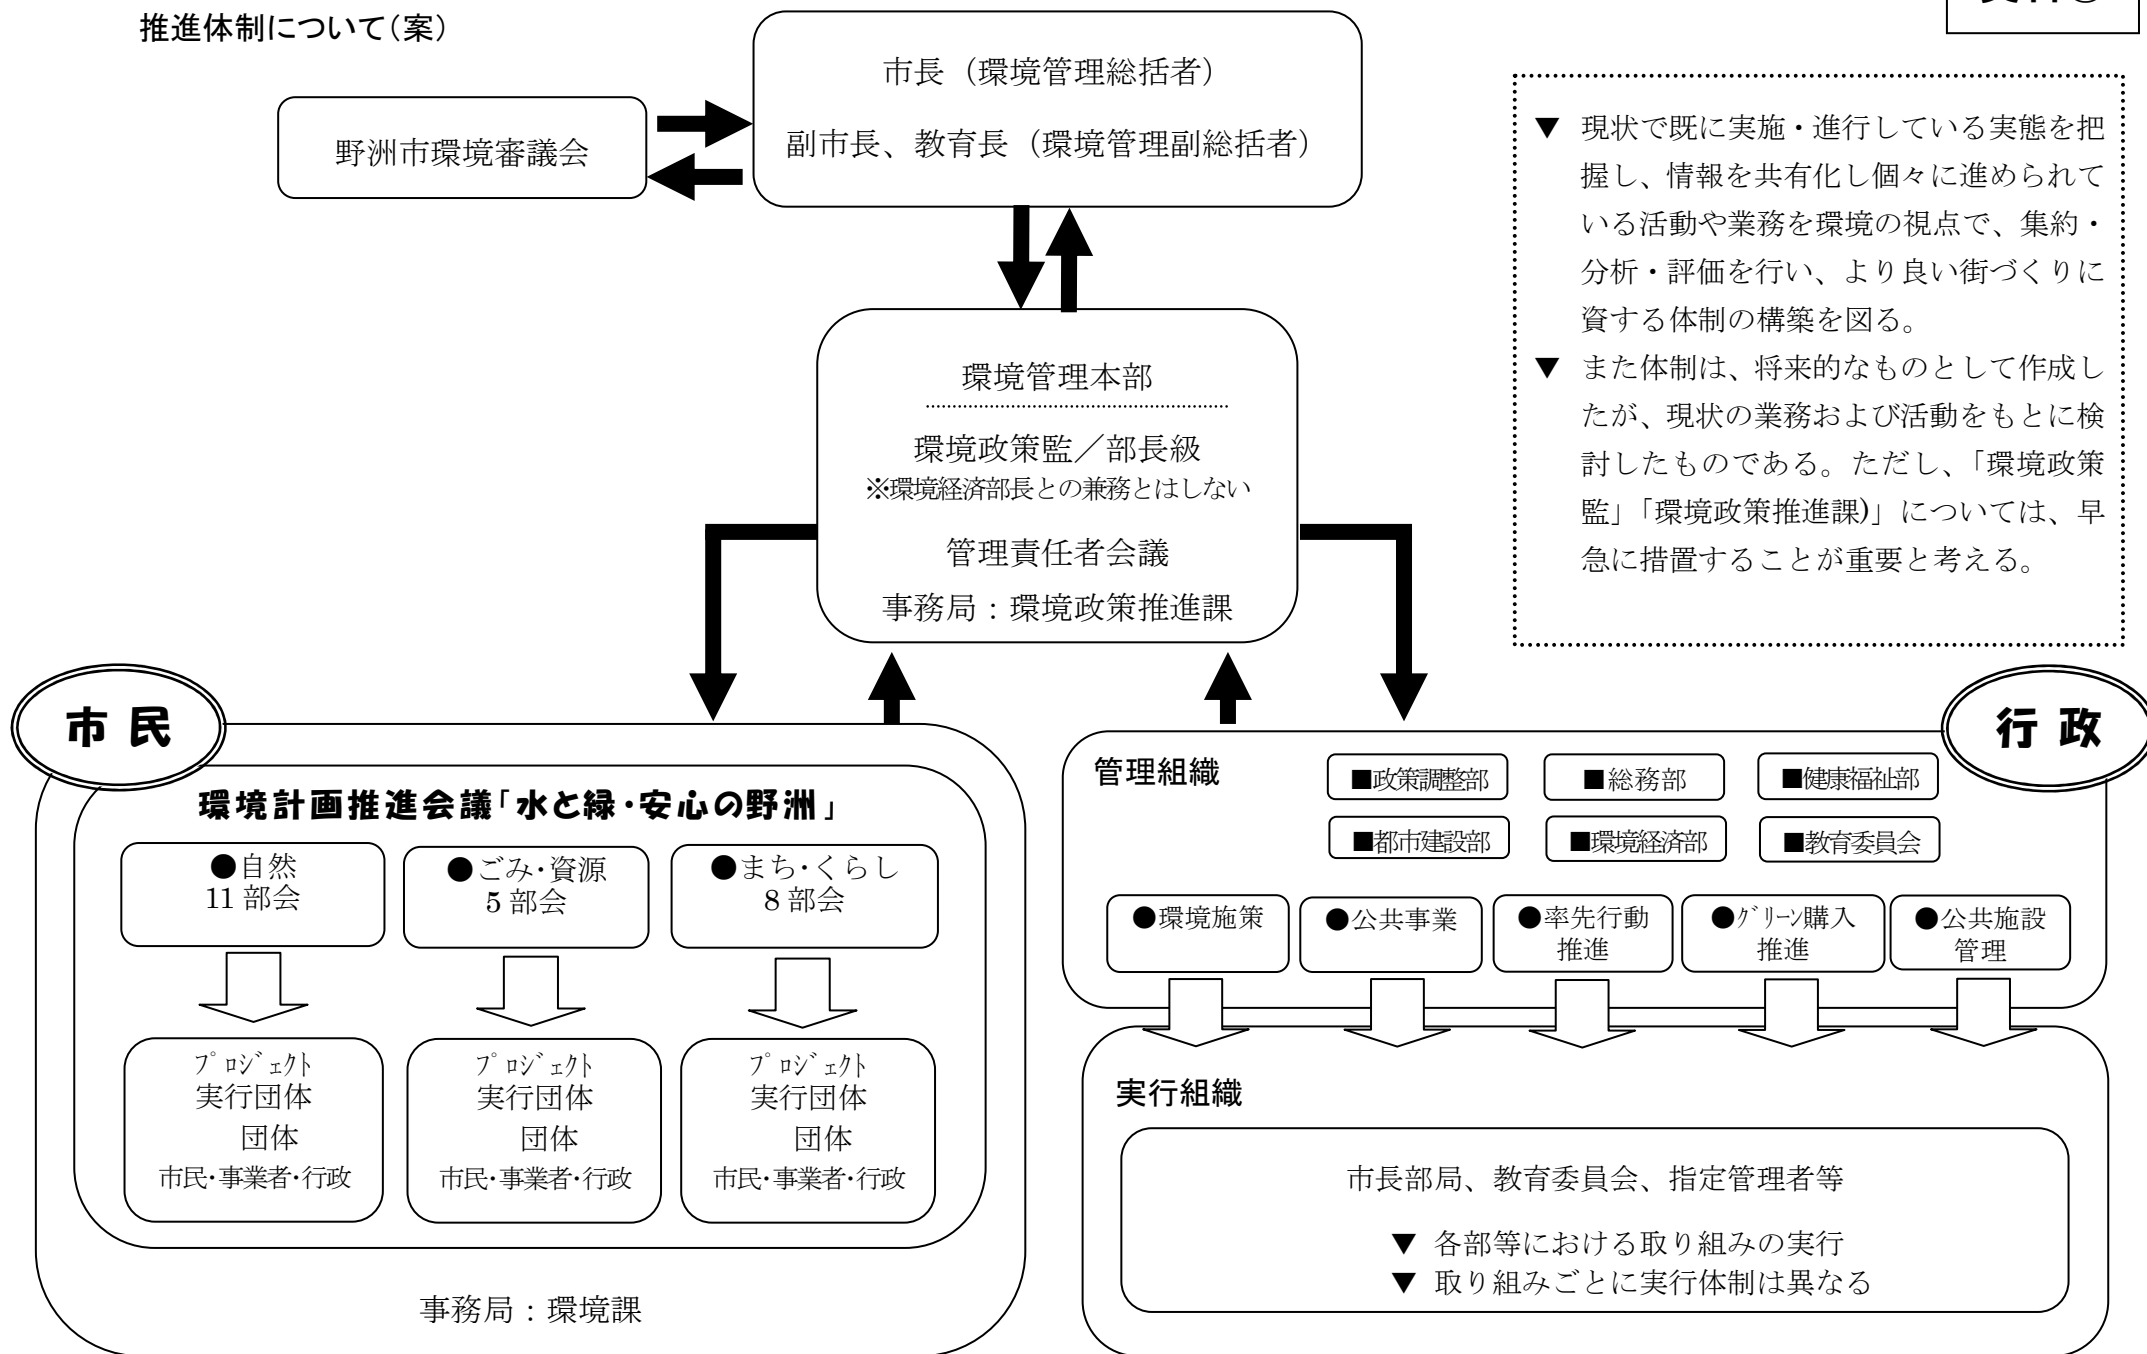 推進体制について(案)
市長（環境管理総括者）
副市長、教育長（環境管理副総括者）
野洲市環境審議会
▼ 現状で既に実施・進行している実態を把
握し、情報を共有化し個々に進められて
いる活動や業務を環境の視点で、集約・
分析・評価を行い、より良い街づくりに
資する体制の構築を図る。
▼ また体制は、将来的なものとして作成し
たが、現状の業務および活動をもとに検
討したものである。ただし、「環境政策
監」「環境政策推進課)」については、早
急に措置することが重要と考える。
環境管理本部
環境政策監／部長級
※環境経済部長との兼務とはしない
管理責任者会議
事務局：環境政策推進課
市民
環境計画推進会議「水と緑・安心の野洲」
●自然
11 部会
●ごみ・資源
5 部会
●まち・くらし
8 部会
ﾌﾟﾛｼﾞｪｸﾄ
実行団体
団体
市民・事業者・行政
ﾌﾟﾛｼﾞｪｸﾄ
実行団体
団体
市民・事業者・行政
ﾌﾟﾛｼﾞｪｸﾄ
実行団体
団体
市民・事業者・行政
事務局：環境課
行政
管理組織
■政策調整部
■総務部
■健康福祉部
■都市建設部
■環境経済部
■教育委員会
●環境施策
●公共事業
●率先行動
推進
●ｸﾞﾘｰﾝ購入
推進
●公共施設
管理
実行組織
市長部局、教育委員会、指定管理者等
▼ 各部等における取り組みの実行
▼ 取り組みごとに実行体制は異なる